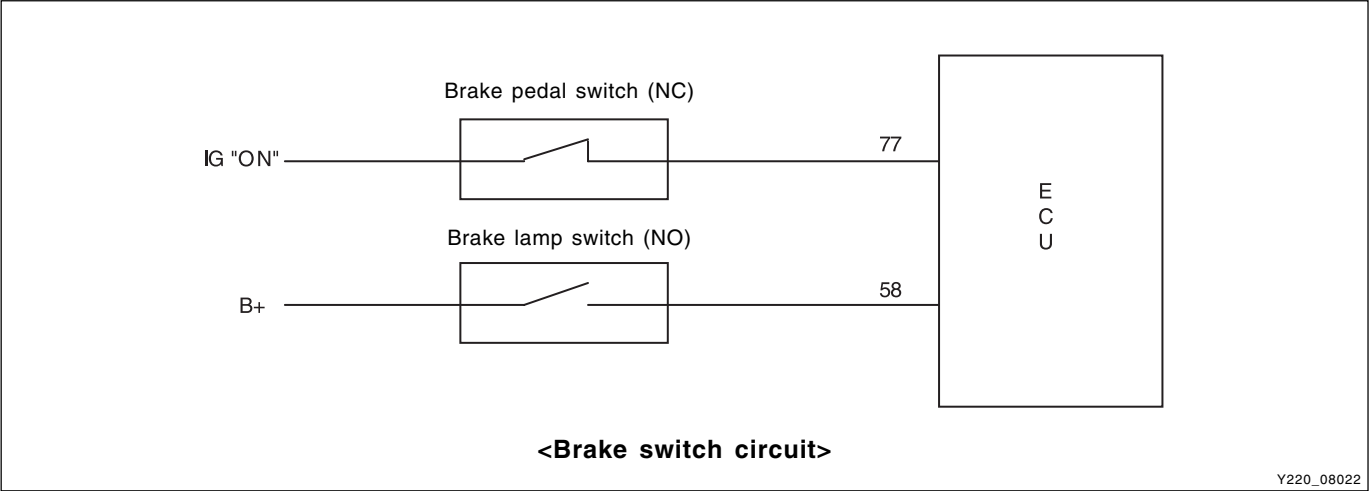 Brake pedal switch (NC)
IG "ON"
77
Brake lamp switch (NO)
B+
58
E
C
U
<Brake switch circuit>
Y220_08022